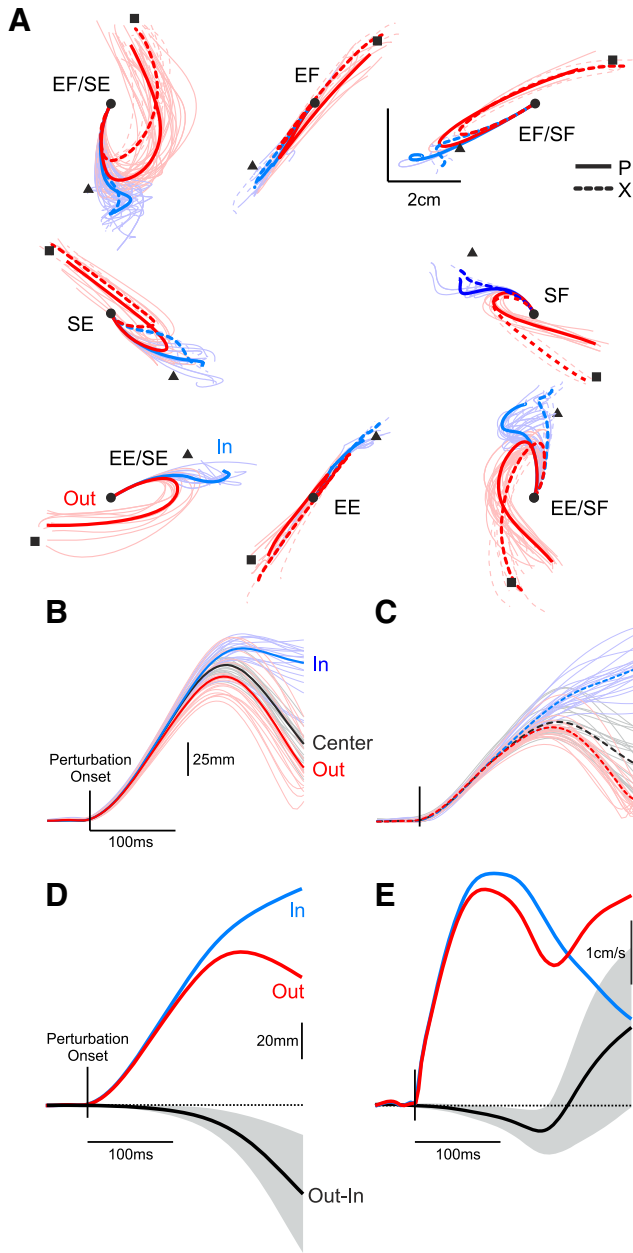 A
EF/SE
EF
EF/SF
2cm
P
X
SE
SF
EE/SE
In
Out
EE
EE/SF
B
In
Center
Out
Perturbation
Onset
25mm
100ms
C
D
In
Out
Perturbation
Onset
20mm
100ms
Out-In
E
1cm/s
100ms